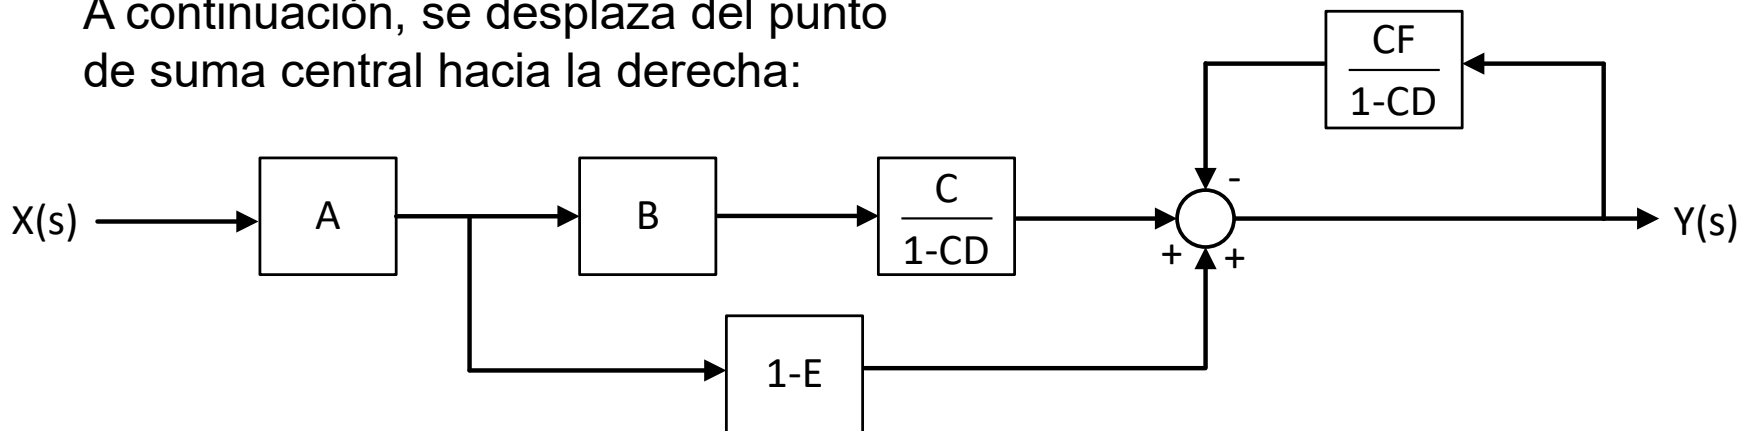 A continuación, se desplaza del punto
de suma central hacia la derecha:
CF
1-CD
X(s)
A
B
C
1-CD
-
+
+
Y(s)
1-E